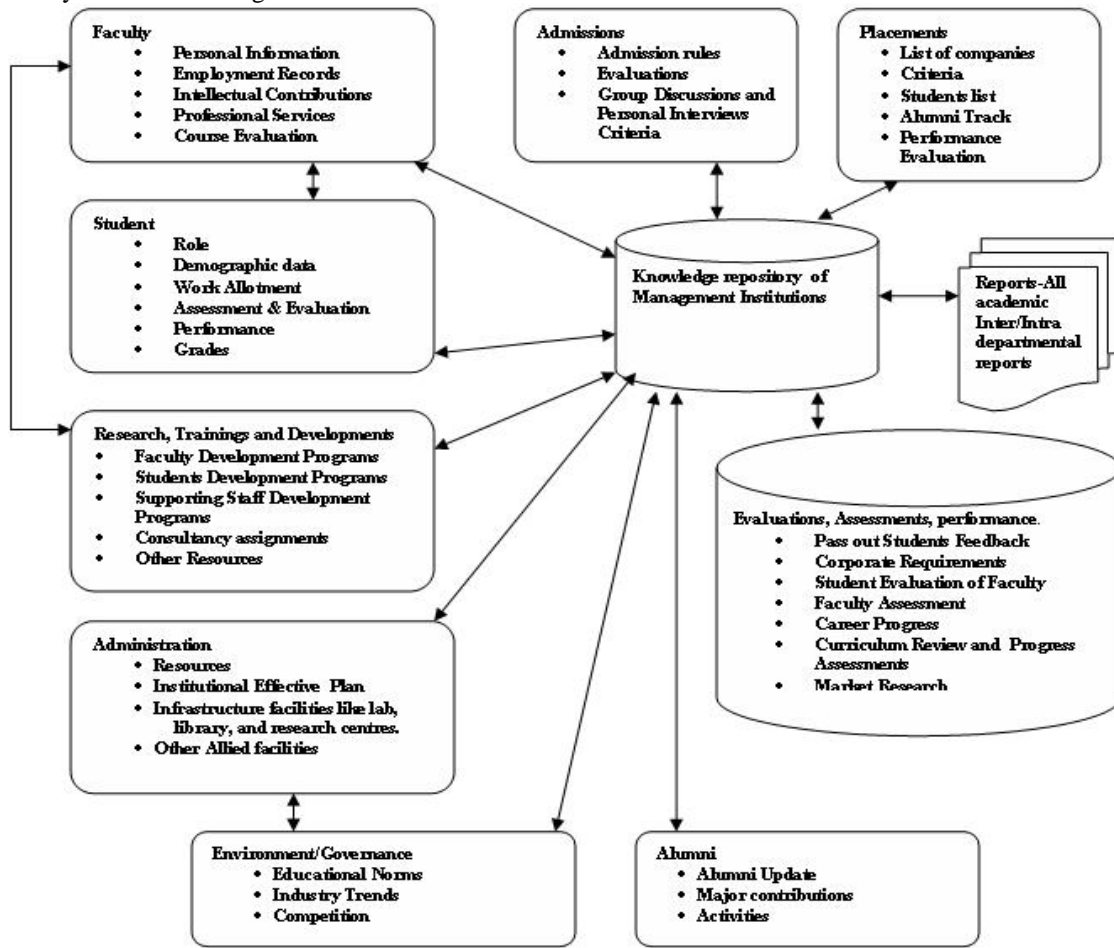 Faculty
• Personal Information
• Employment Records
• Intellectual Contributions
• Professional Services
• Course Evaluation
Admissions
• Admission rules
• Evaluations
• Group Discussions and
Personal Interviews
Criteria
Placements
• List of companies
• Criteria
• Students list
• Alumni Track
• Performance
Evaluation
Student
• Role
• Demographic data
• Work Allotment
• Assessment & Evaluation
• Performance
• Grades
Knowledge repository of
Management Institutions
Reports-All
academic
Inter/Intra
departmental
reports
Research, Trainings and Developments
• Faculty Development Programs
• Students Development Programs
• Supporting Staff Development
Programs
• Consultancy assignments
• Other Resources
Evaluations, Assessments, performance.
• Pass out Students Feedback
• Corporate Requirements
• Student Evaluation of Faculty
• Faculty Assessment
• Career Progress
• Curriculum Review and Progress
Assessments
• Market Research
Administration
• Resources
• Institutional Effective Plan
• Infrastructure facilities like lab,
library, and research centres.
• Other Allied facilities
Environment/Governance
• Educational Norms
• Industry Trends
• Competition
Alumni
• Alumni Update
• Major contributions
• Activities